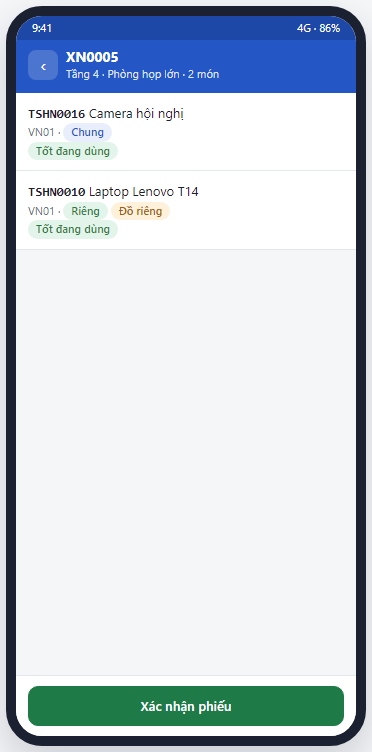 9:41 4G · 86%
‹ XN0005
Tầng 4 · Phòng họp lớn · 2 món
TSHN0016 Camera hội nghị
VN01 · Chung
Tốt đang dùng
TSHN0010 Laptop Lenovo T14
VN01 · Riêng Đồ riêng
Tốt đang dùng
Xác nhận phiếu